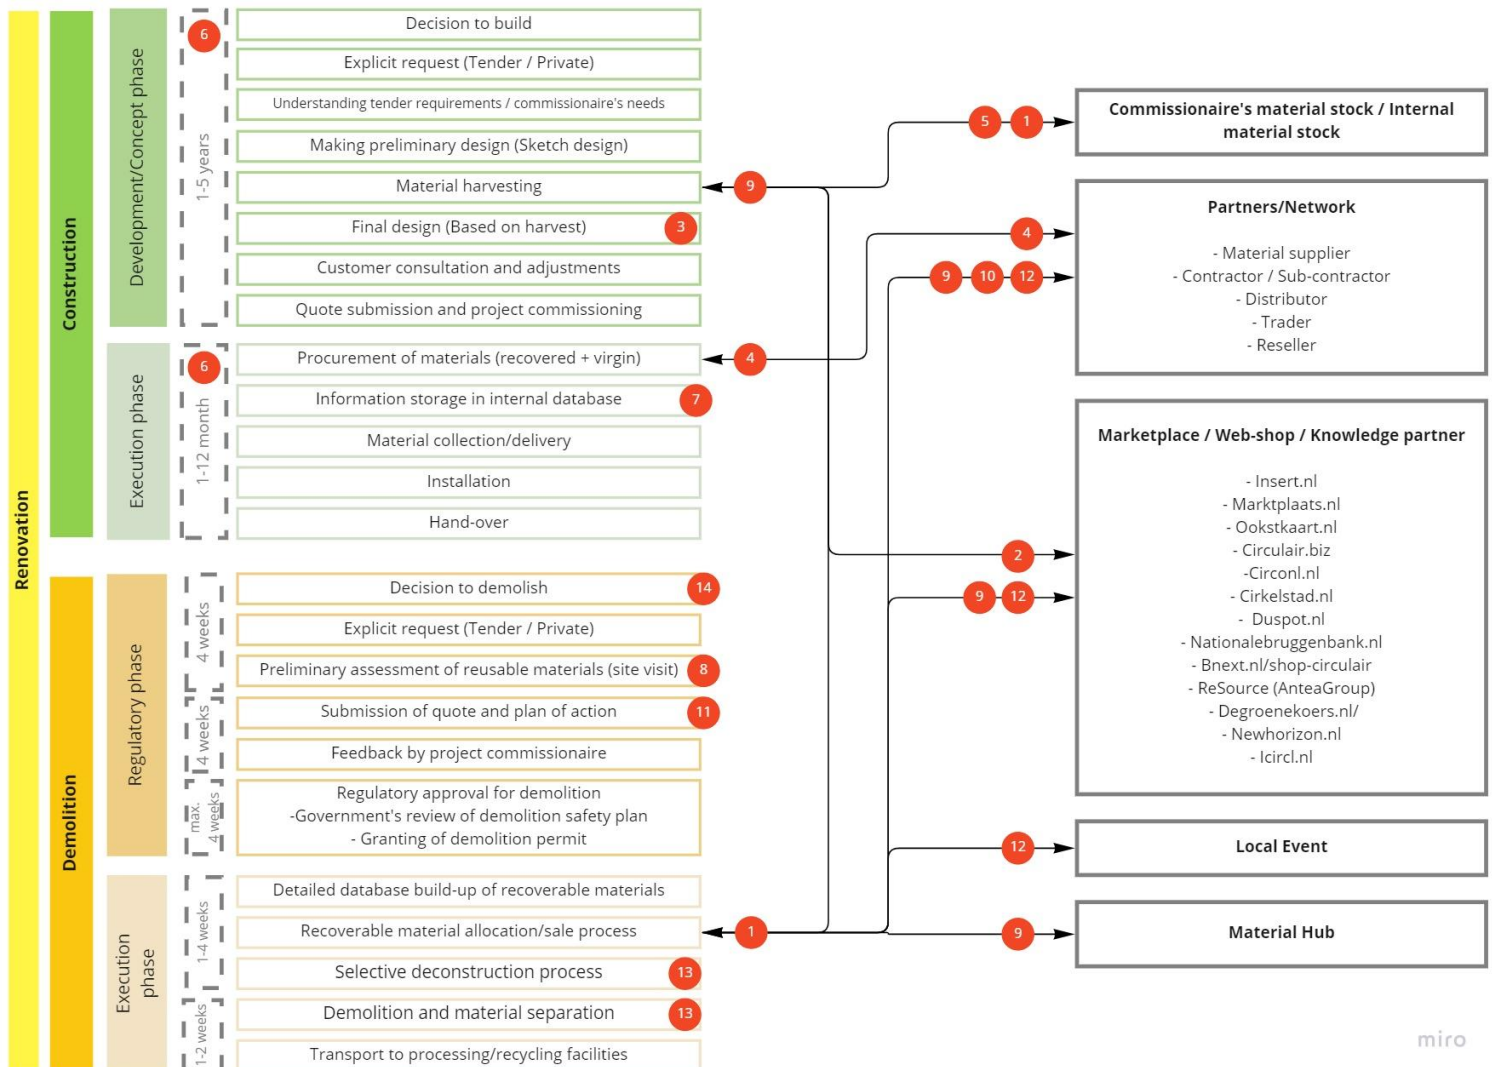 Renovation
Construction
Development/Concept phase
6
1-5 years
Decision to build
Explicit request (Tender / Private)
Understanding tender requirements / commissionaire's needs
Making preliminary design (Sketch design)
Material harvesting
9
Final design (Based on harvest)
3
Customer consultation and adjustments
Quote submission and project commissioning
Execution phase
6
1-12 month
Procurement of materials (recovered + virgin)
4
Information storage in internal database
7
Material collection/delivery
Installation
Hand-over
Demolition
Regulatory phase
4 weeks
Decision to demolish
14
Explicit request (Tender / Private)
Preliminary assessment of reusable materials (site visit)
8
4 weeks
Submission of quote and plan of action
11
Feedback by project commissionaire
max.
4 weeks
Regulatory approval for demolition
-Government's review of demolition safety plan
- Granting of demolition permit
Execution
phase
1-4 weeks
Detailed database build-up of recoverable materials
Recoverable material allocation/sale process
1
Selective deconstruction process
13
1-2 weeks
Demolition and material separation
13
Transport to processing/recycling facilities
5
1
Commissionaire's material stock / Internal
material stock
4
9
10
12
Partners/Network
- Material supplier
- Contractor / Sub-contractor
- Distributor
- Trader
- Reseller
2
9
12
Marketplace / Web-shop / Knowledge partner
- Insert.nl
- Marktplaats.nl
- Ookstkaart.nl
- Circulair.biz
-Circonl.nl
- Cirkelstad.nl
- Duspot.nl
- Nationalebruggenbank.nl
- Bnext.nl/shop-circulair
- ReSource (AnteaGroup)
- Degroenekoers.nl/
- Newhorizon.nl
- Icircl.nl
12
Local Event
9
Material Hub
miro